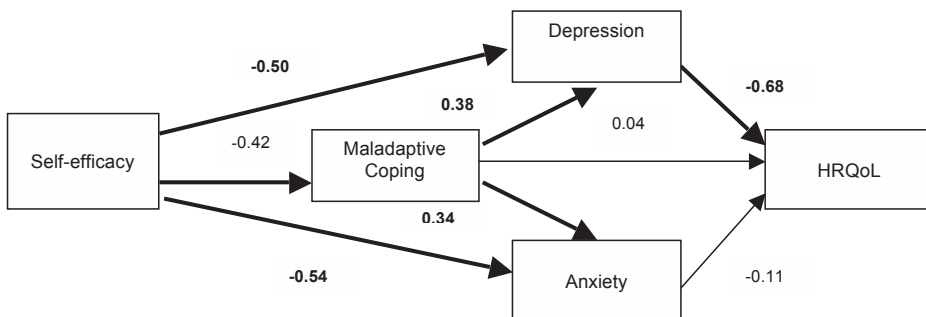 Depression
-0.50
-0.68
0.38
0.04
-0.42
Maladaptive
Coping
Self-efficacy
HRQoL
0.34
-0.54
Anxiety
-0.11